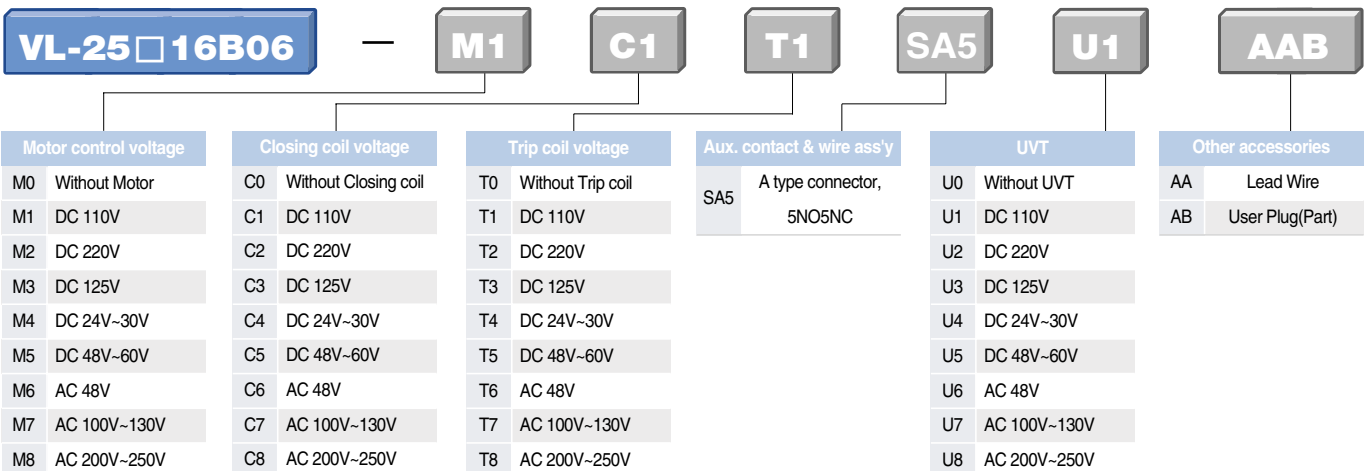 VL-25□16B06 — M1 C1 T1 SA5 U1 AAB
Motor control voltage
M0 Without Motor
M1 DC 110V
M2 DC 220V
M3 DC 125V
M4 DC 24V~30V
M5 DC 48V~60V
M6 AC 48V
M7 AC 100V~130V
M8 AC 200V~250V
Closing coil voltage
C0 Without Closing coil
C1 DC 110V
C2 DC 220V
C3 DC 125V
C4 DC 24V~30V
C5 DC 48V~60V
C6 AC 48V
C7 AC 100V~130V
C8 AC 200V~250V
Trip coil voltage
T0 Without Trip coil
T1 DC 110V
T2 DC 220V
T3 DC 125V
T4 DC 24V~30V
T5 DC 48V~60V
T6 AC 48V
T7 AC 100V~130V
T8 AC 200V~250V
Aux. contact & wire ass'y
SA5 A type connector,
5NO5NC
UVT
U0 Without UVT
U1 DC 110V
U2 DC 220V
U3 DC 125V
U4 DC 24V~30V
U5 DC 48V~60V
U6 AC 48V
U7 AC 100V~130V
U8 AC 200V~250V
Other accessories
AA Lead Wire
AB User Plug(Part)